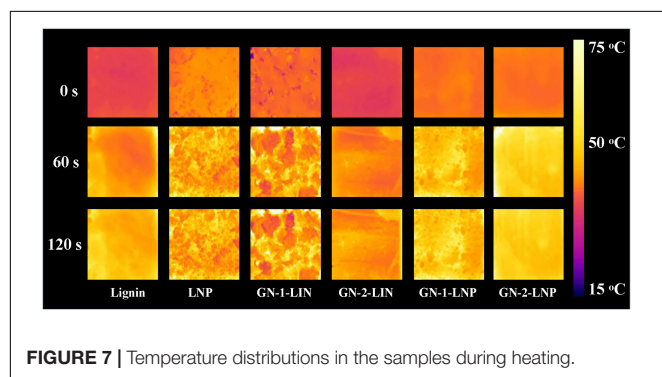 75 °C
0 s
50 °C
60 s
120 s
15 °C
Lignin LNP GN-1-LIN GN-2-LIN GN-1-LNP GN-2-LNP
FIGURE 7 | Temperature distributions in the samples during heating.